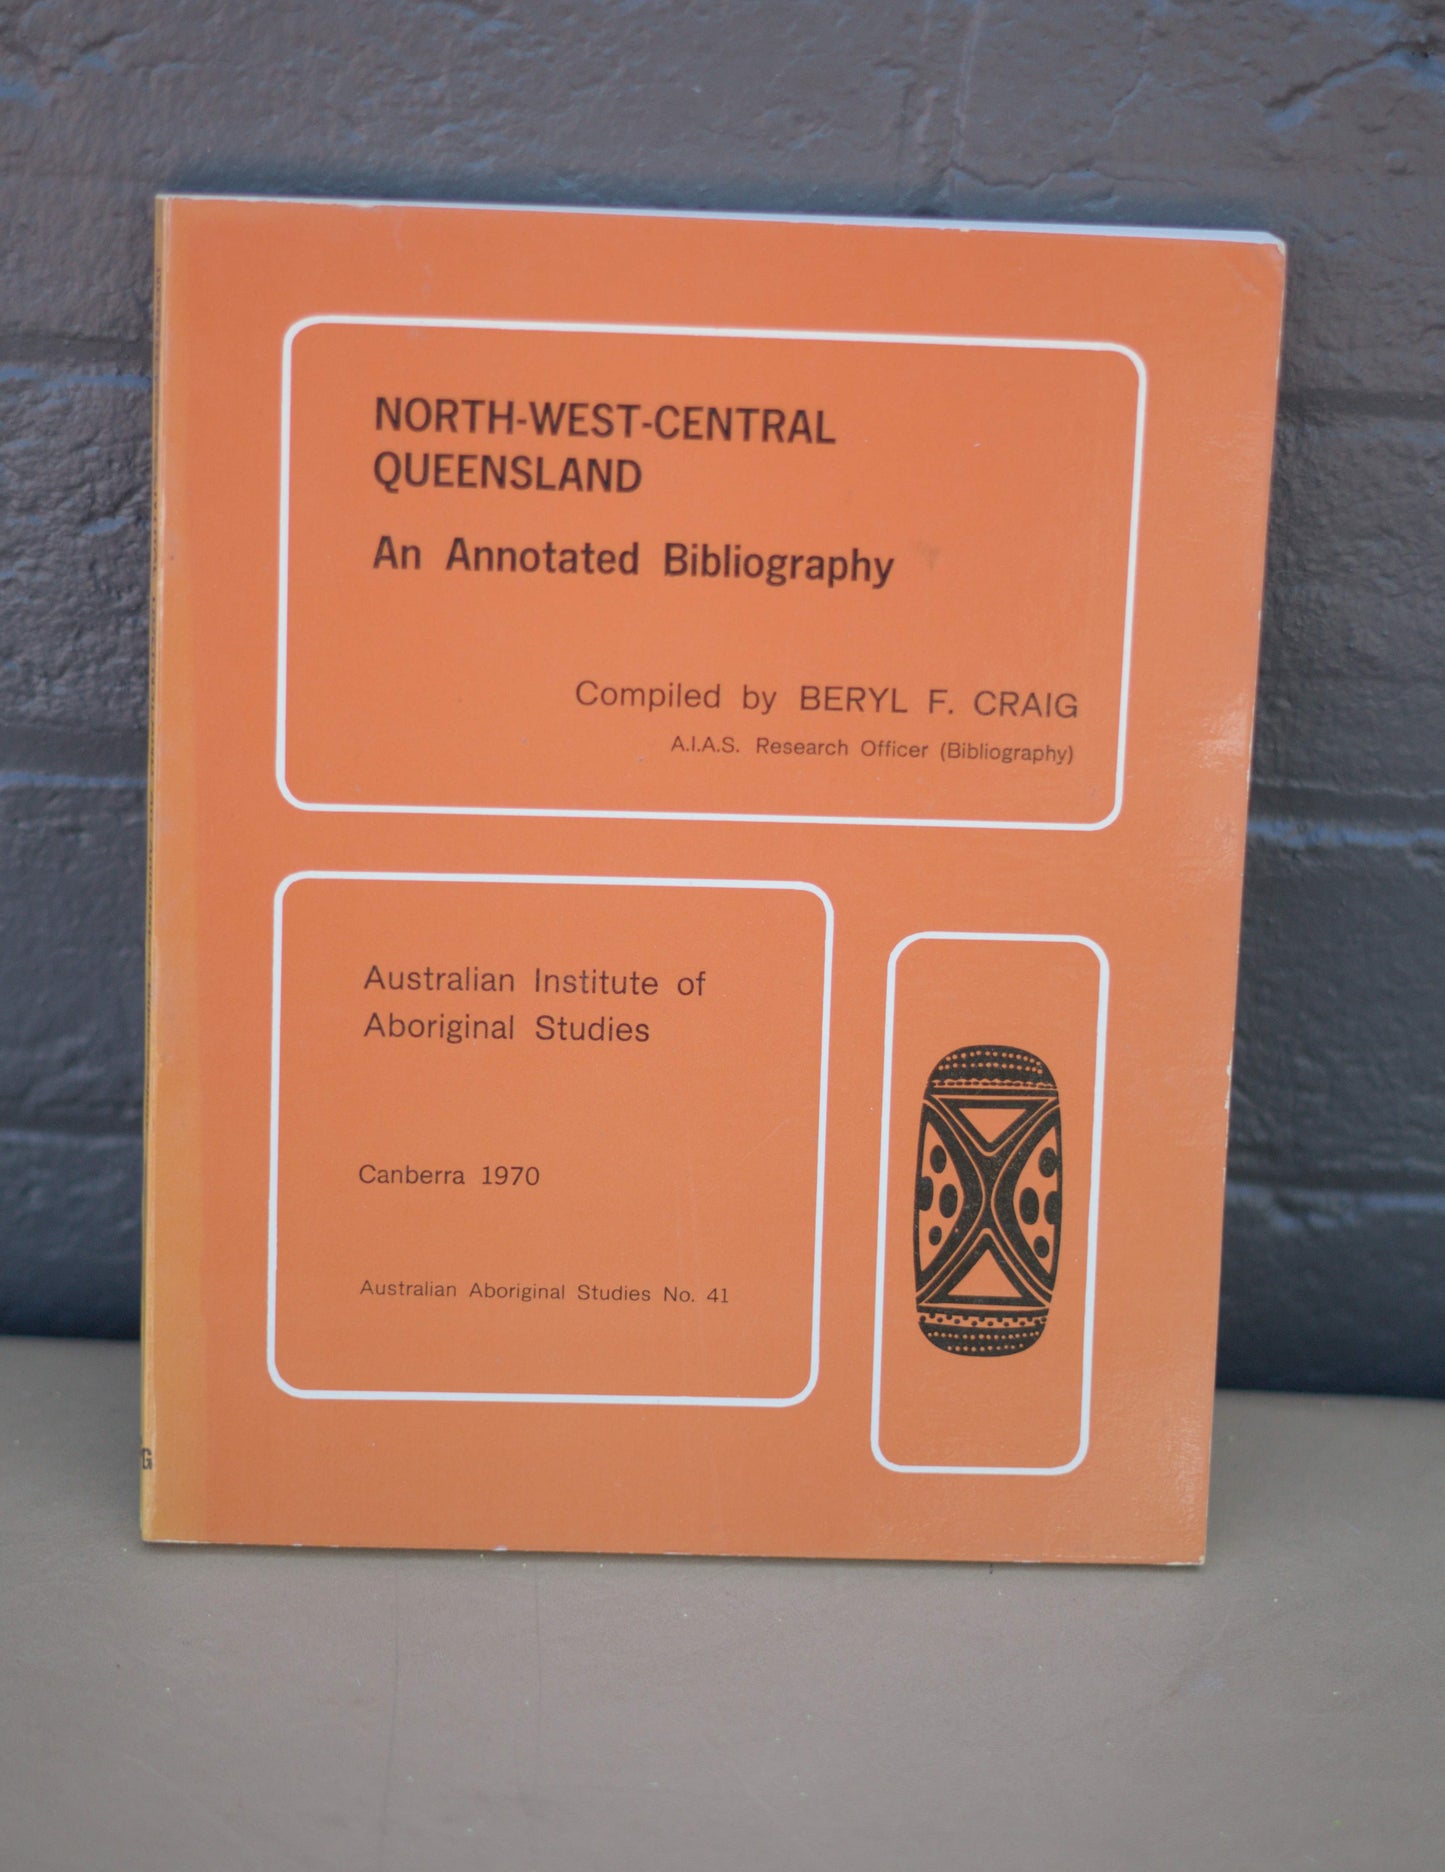 NORTH-WEST-CENTRAL
QUEENSLAND
An Annotated Bibliography
Compiled by BERYL F. CRAIG
A.I.A.S. Research Officer (Bibliography)
Australian Institute of
Aboriginal Studies
Canberra 1970
Australian Aboriginal Studies No. 41